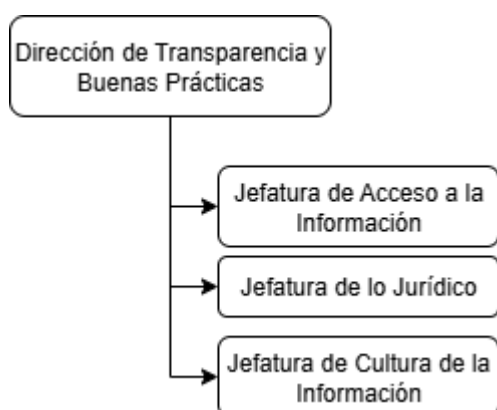 Dirección de Transparencia y
Buenas Prácticas
Jefatura de Acceso a la
Información
Jefatura de lo Jurídico
Jefatura de Cultura de la
Información